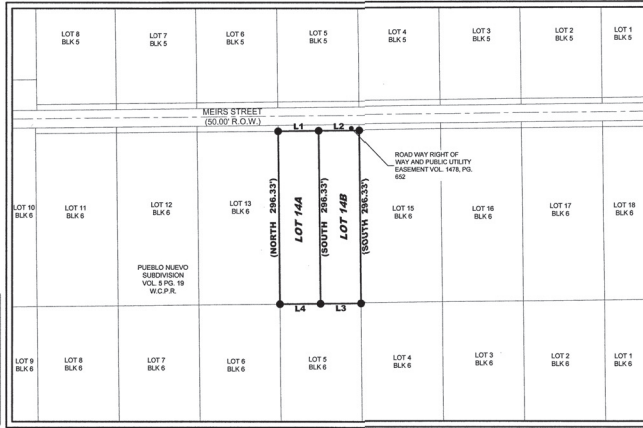 LOT 8
BLK 5
LOT 7
BLK 5
LOT 6
BLK 5
LOT 5
BLK 5
LOT 4
BLK 5
LOT 3
BLK 5
LOT 2
BLK 5
LOT 1
BLK 5
MEIRS STREET
(50.00' R.O.W.)
L1
L2
ROAD WAY RIGHT OF
WAY AND PUBLIC UTILITY
EASEMENT VOL. 1478, PG.
652
LOT 10
BLK 6
LOT 11
BLK 6
LOT 12
BLK 6
LOT 13
BLK 6
(NORTH 296.33')
LOT 14A
(SOUTH 296.33')
LOT 14B
(SOUTH 296.33')
LOT 15
BLK 6
LOT 16
BLK 6
LOT 17
BLK 6
LOT 18
BLK 6
PUEBLO NUEVO
SUBDIVISION
VOL. 5 PG. 19
W.C.P.R.
L4
L3
LOT 9
BLK 6
LOT 8
BLK 6
LOT 7
BLK 6
LOT 6
BLK 6
LOT 5
BLK 6
LOT 4
BLK 6
LOT 3
BLK 6
LOT 2
BLK 6
LOT 1
BLK 6